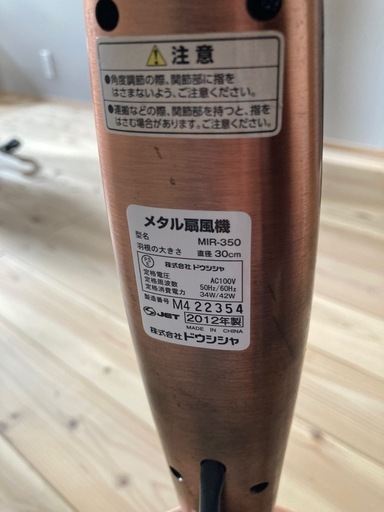 注意
●角度調節の際、関節部に指を
はさまないよう、ご注意ください。
●運搬などの際、関節部を持つと、指を
はさむ場合があります。ご注意ください。
メタル扇風機
型名 MIR-350
羽根の大きさ 直径 30cm
PSE 株式会社 ドウシシャ
定格電圧 AC100V
定格周波数 50Hz/60Hz
定格消費電力 34W/42W
製造番号 M4 22354
JET 2012年製
MADE IN CHINA
株式会社 ドウシシャ